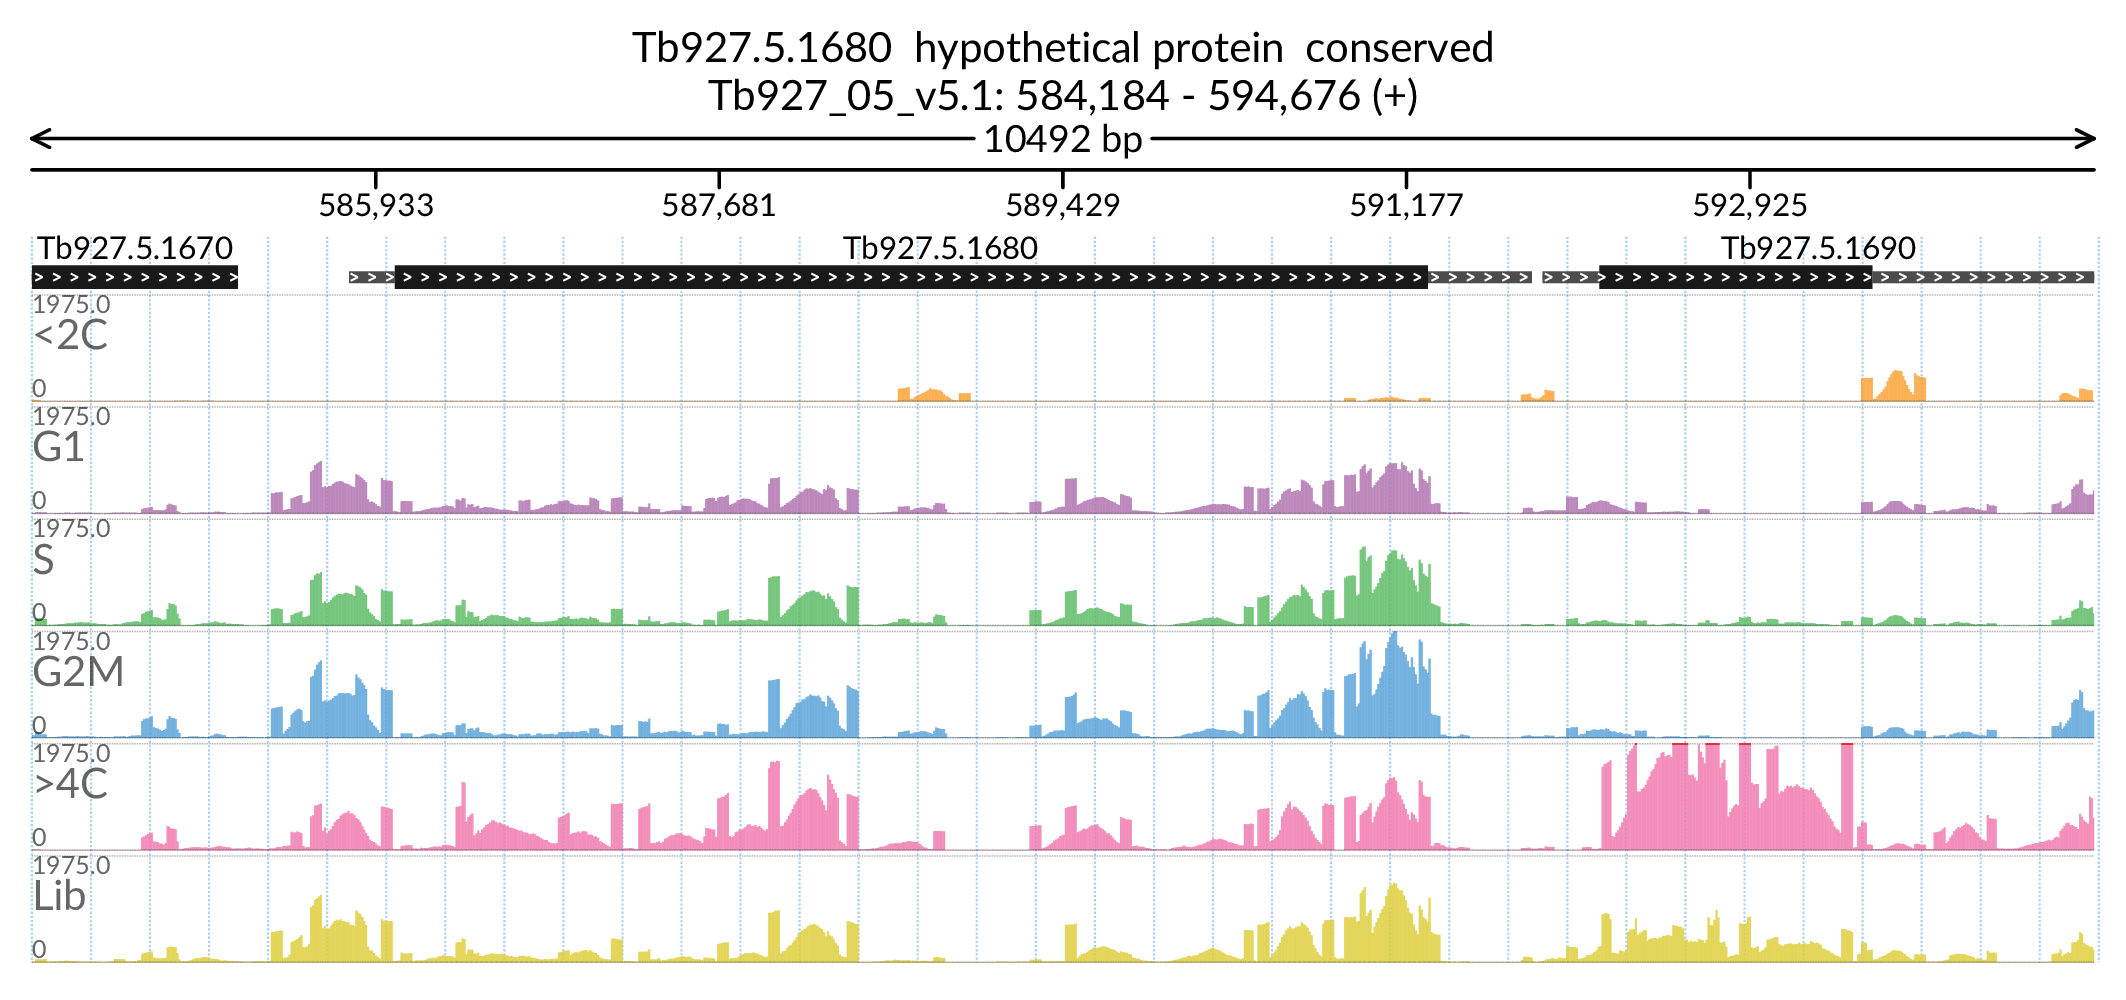 Tb927.5.1680  hypothetical protein  conserved
Tb927_05_v5.1: 584,184 - 594,676 (+)
10492 bp
585,933 587,681 589,429 591,177 592,925
Tb927.5.1670 Tb927.5.1680 Tb927.5.1690
1975.0
<2C
0
1975.0
G1
0
1975.0
S
0
1975.0
G2M
0
1975.0
>4C
0
1975.0
Lib
0